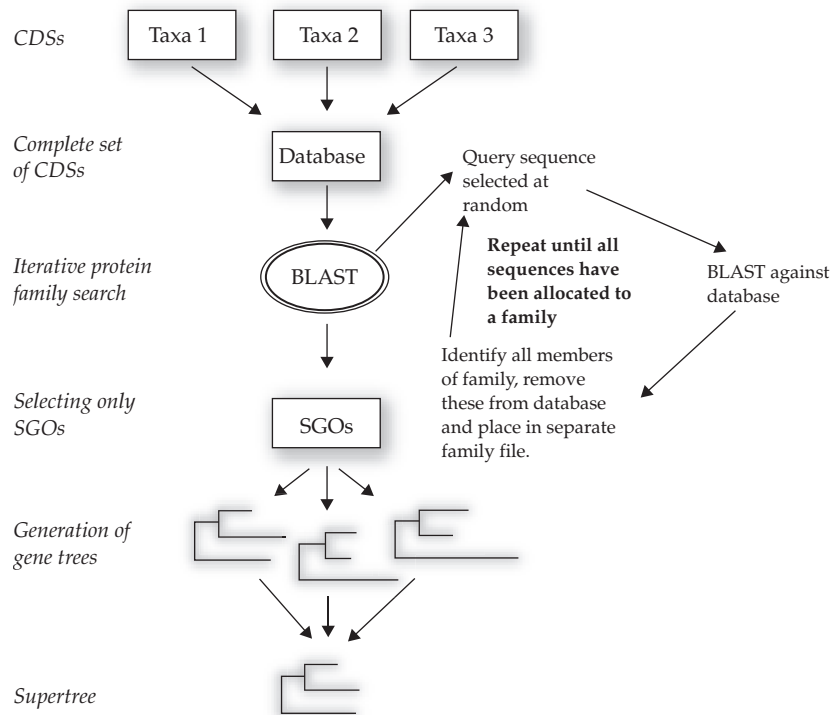 CDSs
Taxa 1
Taxa 2
Taxa 3
Complete set
of CDSs
Database
Query sequence
selected at
random
Iterative protein
family search
BLAST
Repeat until all
sequences have
been allocated to
a family
BLAST against
database
Identify all members
of family, remove
these from database
and place in separate
family file.
Selecting only
SGOs
SGOs
Generation of
gene trees
Supertree